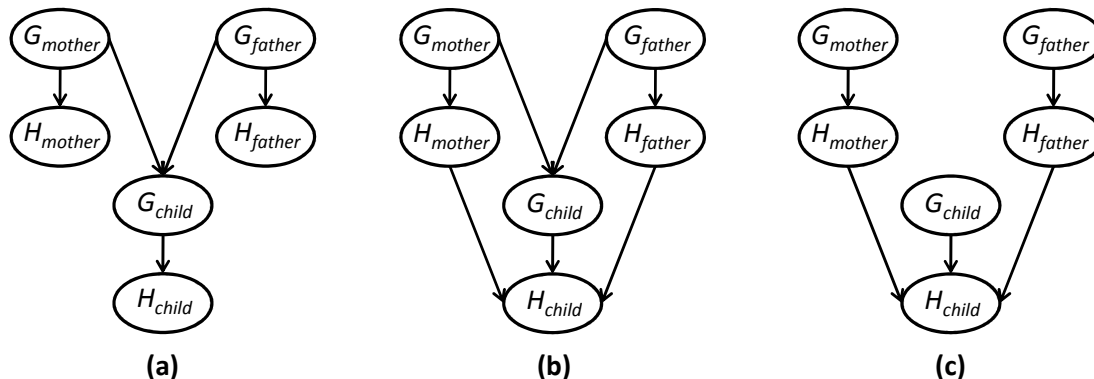 G_mother G_father G_mother G_father G_mother G_father
H_mother H_father H_mother H_father H_mother H_father
G_child G_child G_child
H_child H_child H_child
(a) (b) (c)